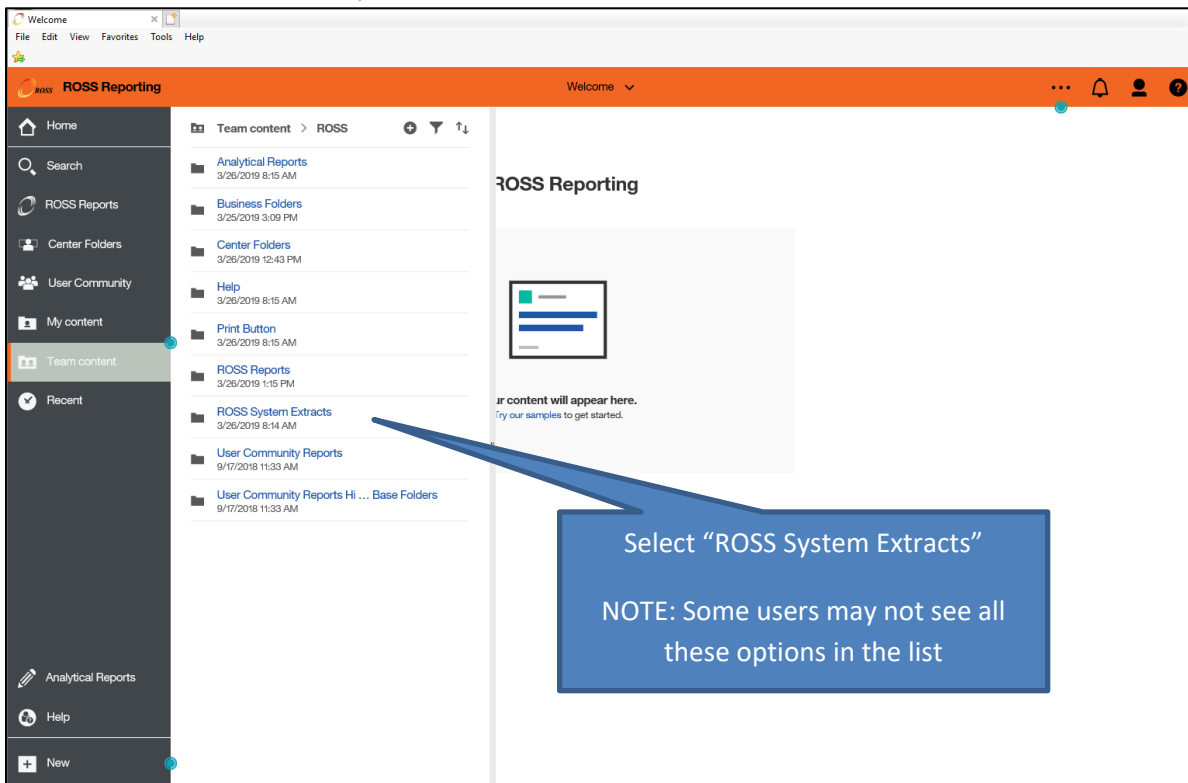 Welcome
File Edit View Favorites Tools Help
ROSS ROSS Reporting
Welcome
Home
Search
ROSS Reports
Center Folders
User Community
My content
Team content
Recent
Analytical Reports
Help
New
Team content > ROSS
Analytical Reports
3/26/2019 8:15 AM
Business Folders
3/25/2019 3:09 PM
Center Folders
3/26/2019 12:43 PM
Help
3/26/2019 8:15 AM
Print Button
3/26/2019 8:15 AM
ROSS Reports
3/26/2019 1:15 PM
ROSS System Extracts
3/26/2019 8:14 AM
User Community Reports
9/17/2018 11:33 AM
User Community Reports Hi … Base Folders
9/17/2018 11:33 AM
ROSS Reporting
ur content will appear here.
Try our samples to get started.
Select “ROSS System Extracts”
NOTE: Some users may not see all
these options in the list